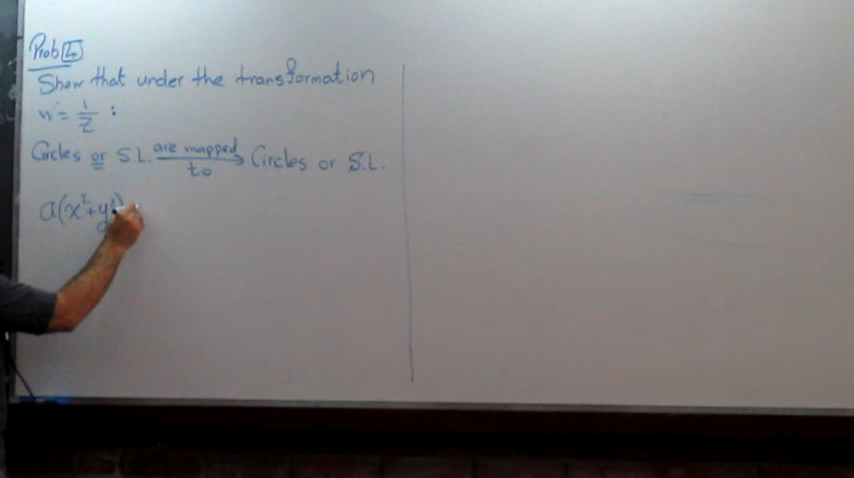 Prob 4
Show that under the transformation
w = 1/z :
Circles or S.L. are mapped to → Circles or S.L.
a(x²+y²)